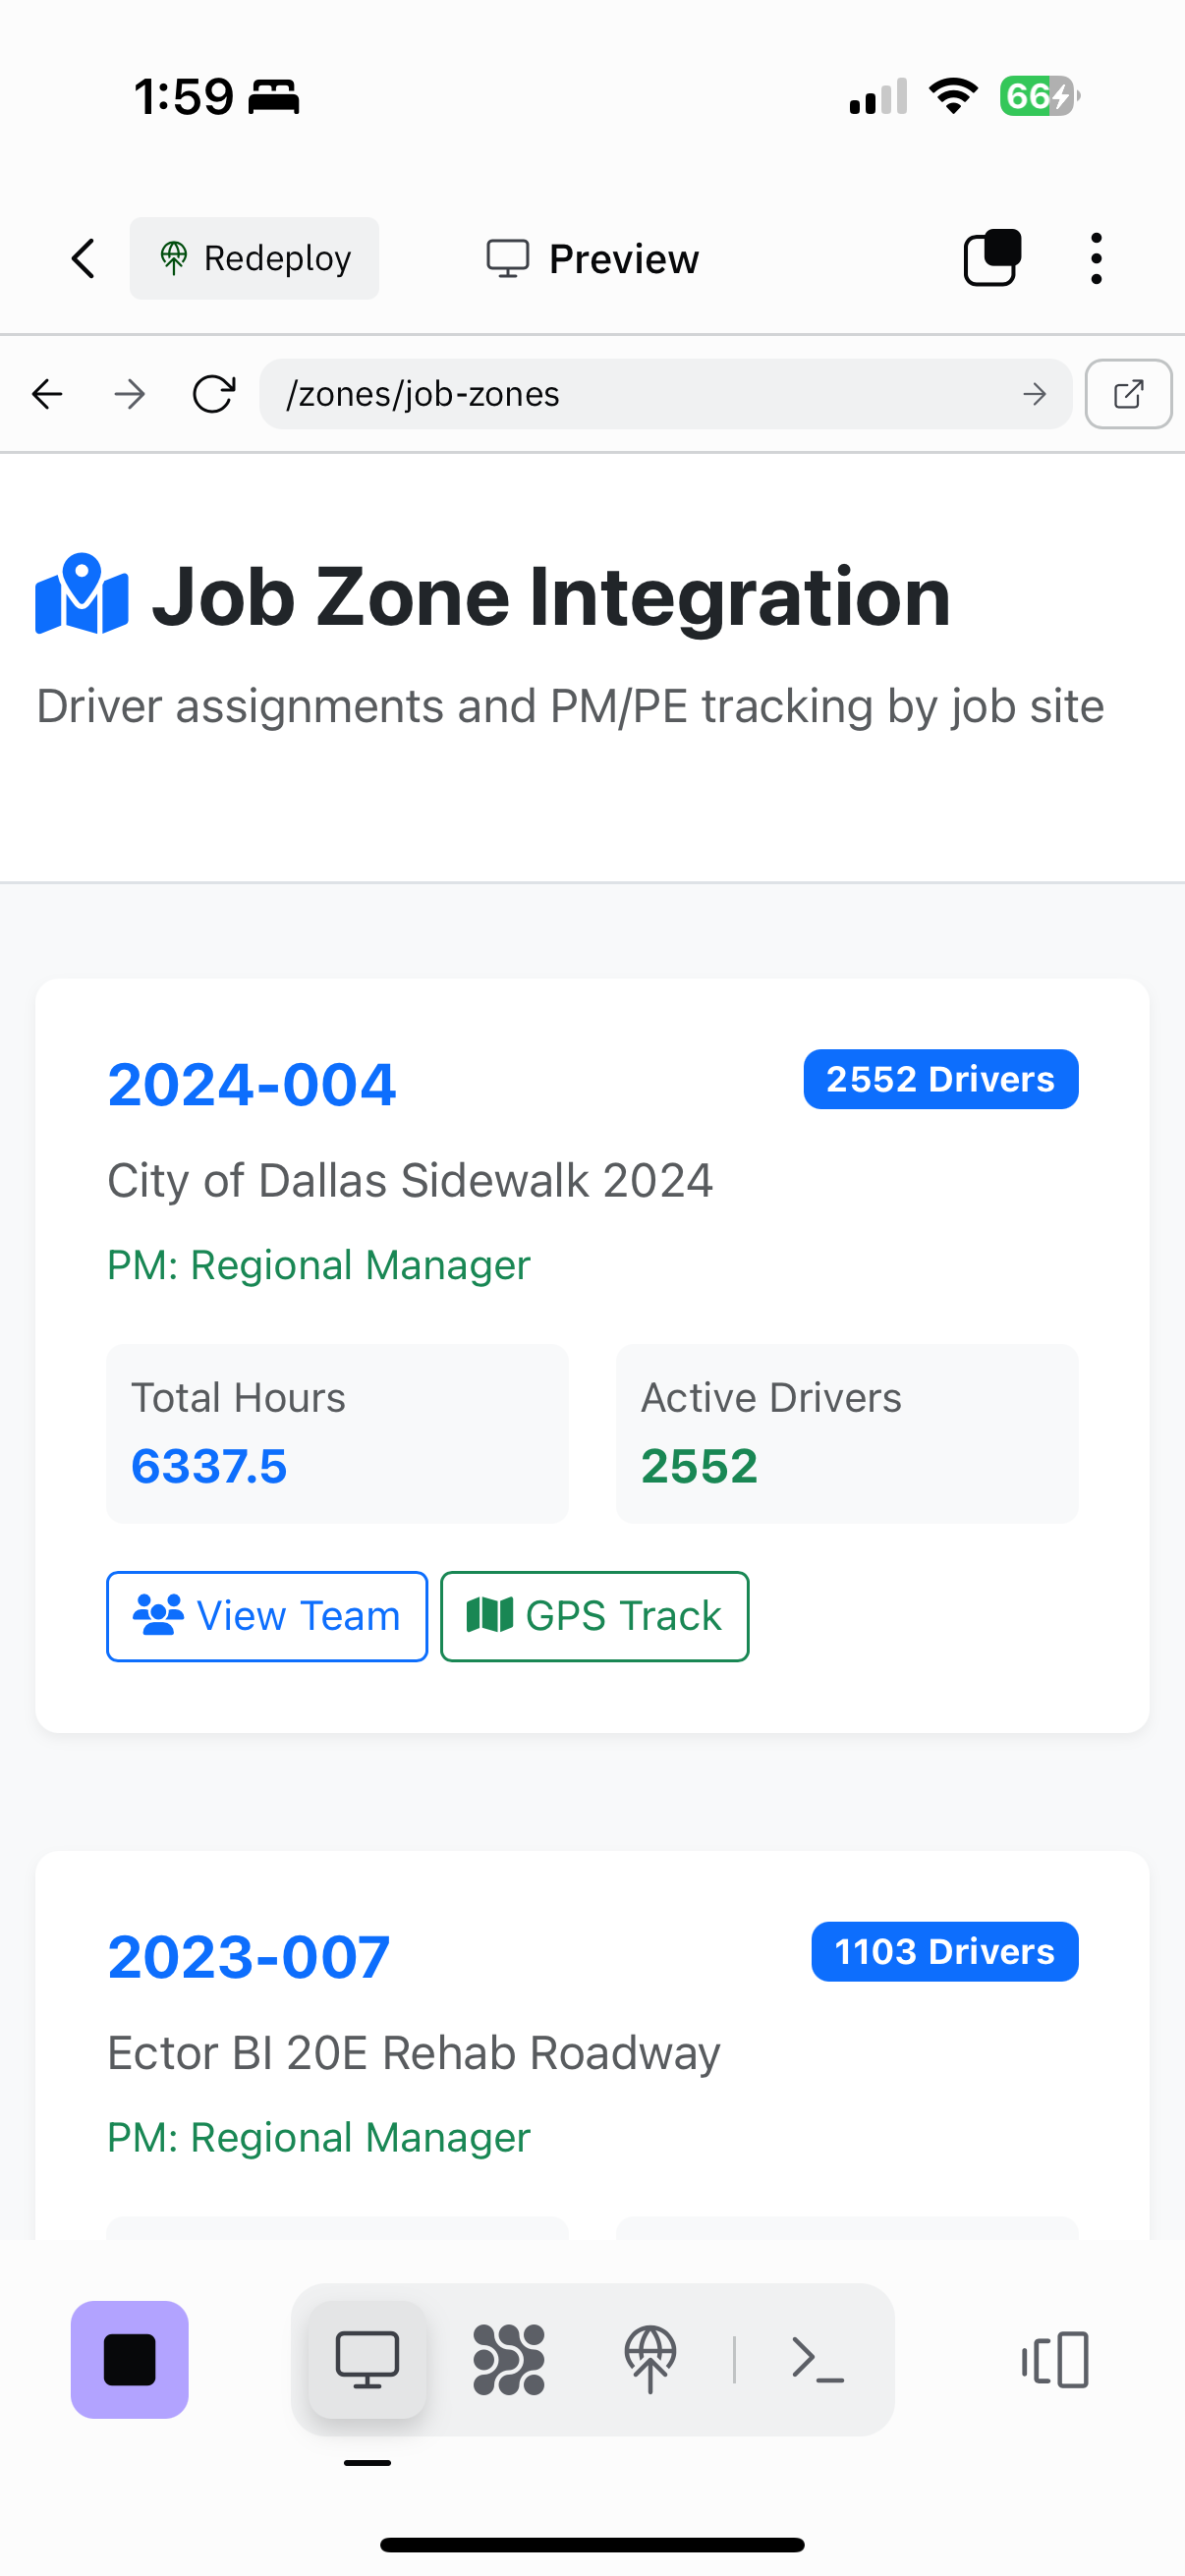 1:59
66
Redeploy
Preview
/zones/job-zones
Job Zone Integration
Driver assignments and PM/PE tracking by job site
2024-004
2552 Drivers
City of Dallas Sidewalk 2024
PM: Regional Manager
Total Hours
Active Drivers
6337.5
2552
View Team
GPS Track
2023-007
1103 Drivers
Ector BI 20E Rehab Roadway
PM: Regional Manager